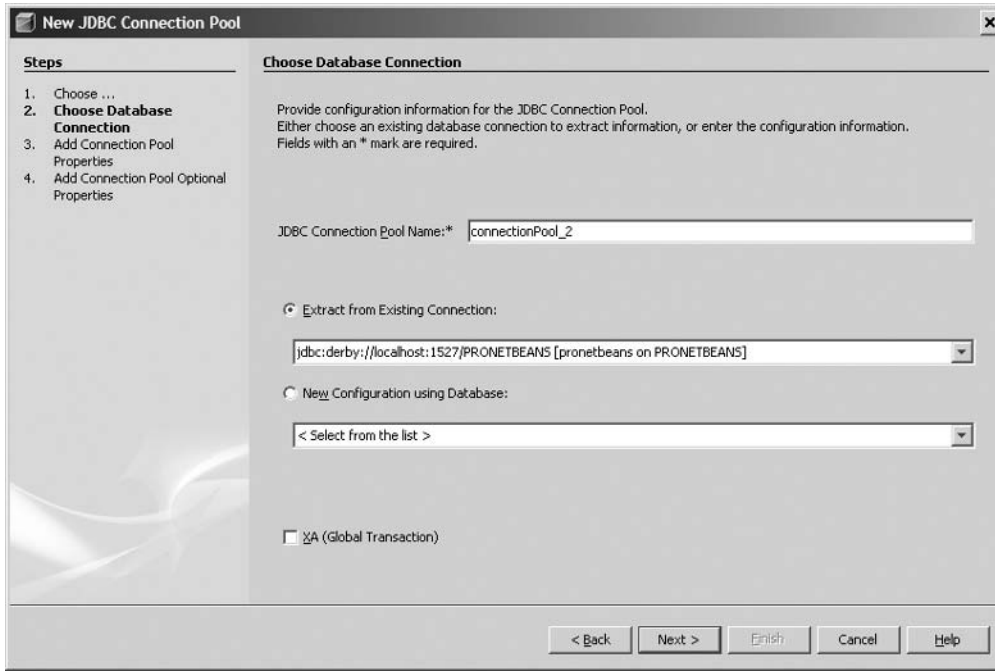 New JDBC Connection Pool
Steps
1. Choose ...
2. Choose Database
Connection
3. Add Connection Pool
Properties
4. Add Connection Pool Optional
Properties
Choose Database Connection
Provide configuration information for the JDBC Connection Pool.
Either choose an existing database connection to extract information, or enter the configuration information.
Fields with an * mark are required.
JDBC Connection Pool Name:* connectionPool_2
Extract from Existing Connection:
jdbc:derby://localhost:1527/PRONETBEANS [pronetbeans on PRONETBEANS]
New Configuration using Database:
< Select from the list >
XA (Global Transaction)
< Back Next > Finish Cancel Help